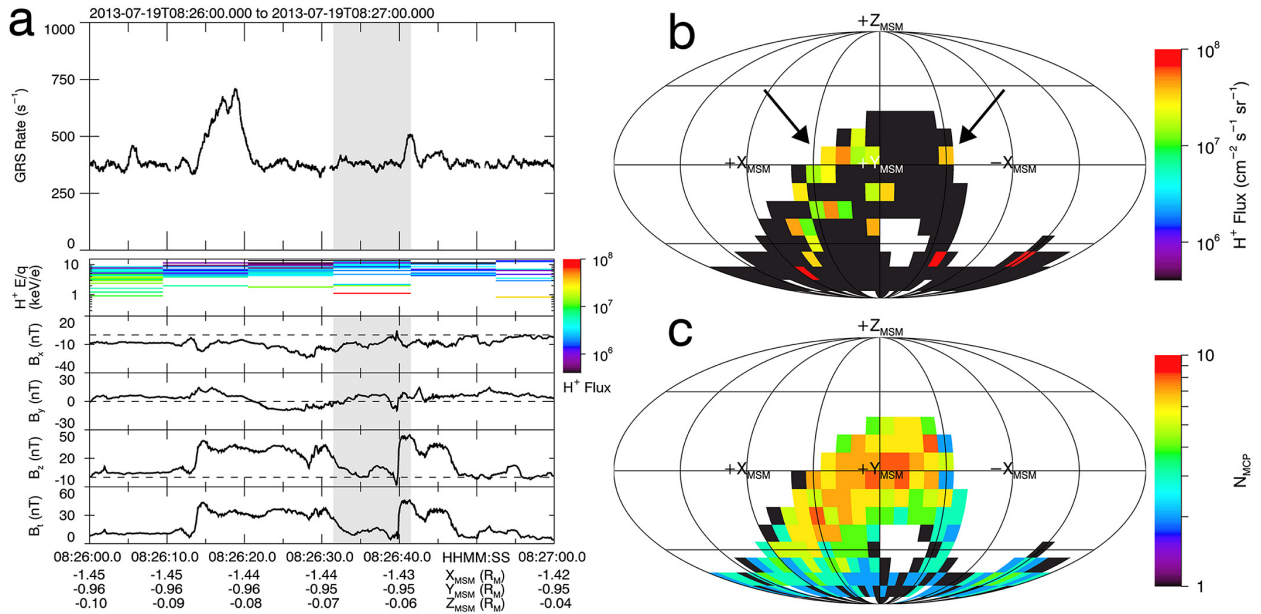 a
2013-07-19T08:26:00.000 to 2013-07-19T08:27:00.000
1000
750
500
250
0
GRS Rate (s⁻¹)
10
1
H⁺ E/q
(keV/e)
20
-10
-40
Bₓ (nT)
30
0
-30
B_y (nT)
50
20
-10
B_z (nT)
60
30
0
B_t (nT)
10⁸
10⁷
10⁶
H⁺ Flux
08:26:00.0 08:26:10.0 08:26:20.0 08:26:30.0 08:26:40.0 HHMM:SS 08:27:00.0
-1.45 -1.45 -1.44 -1.44 -1.43 X_MSM (R_M) -1.42
-0.96 -0.96 -0.96 -0.95 -0.95 Y_MSM (R_M) -0.95
-0.10 -0.09 -0.08 -0.07 -0.06 Z_MSM (R_M) -0.04
b
+Z_MSM
+X_MSM
+Y_MSM
−X_MSM
10⁸
10⁷
10⁶
H⁺ Flux (cm⁻² s⁻¹ sr⁻¹)
c
+Z_MSM
+X_MSM
+Y_MSM
−X_MSM
10
1
N_MCP